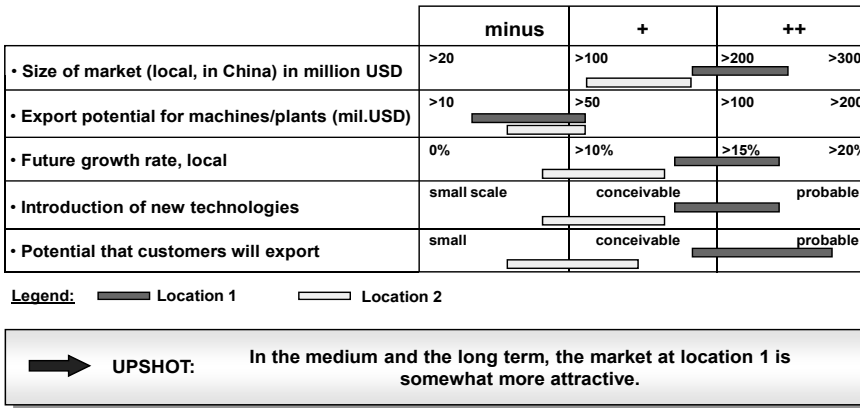 minus + ++
• Size of market (local, in China) in million USD >20 >100 >200 >300
• Export potential for machines/plants (mil.USD) >10 >50 >100 >200
• Future growth rate, local 0% >10% >15% >20%
• Introduction of new technologies small scale conceivable probable
• Potential that customers will export small conceivable probable
Legend: Location 1 Location 2
UPSHOT: In the medium and the long term, the market at location 1 is
somewhat more attractive.